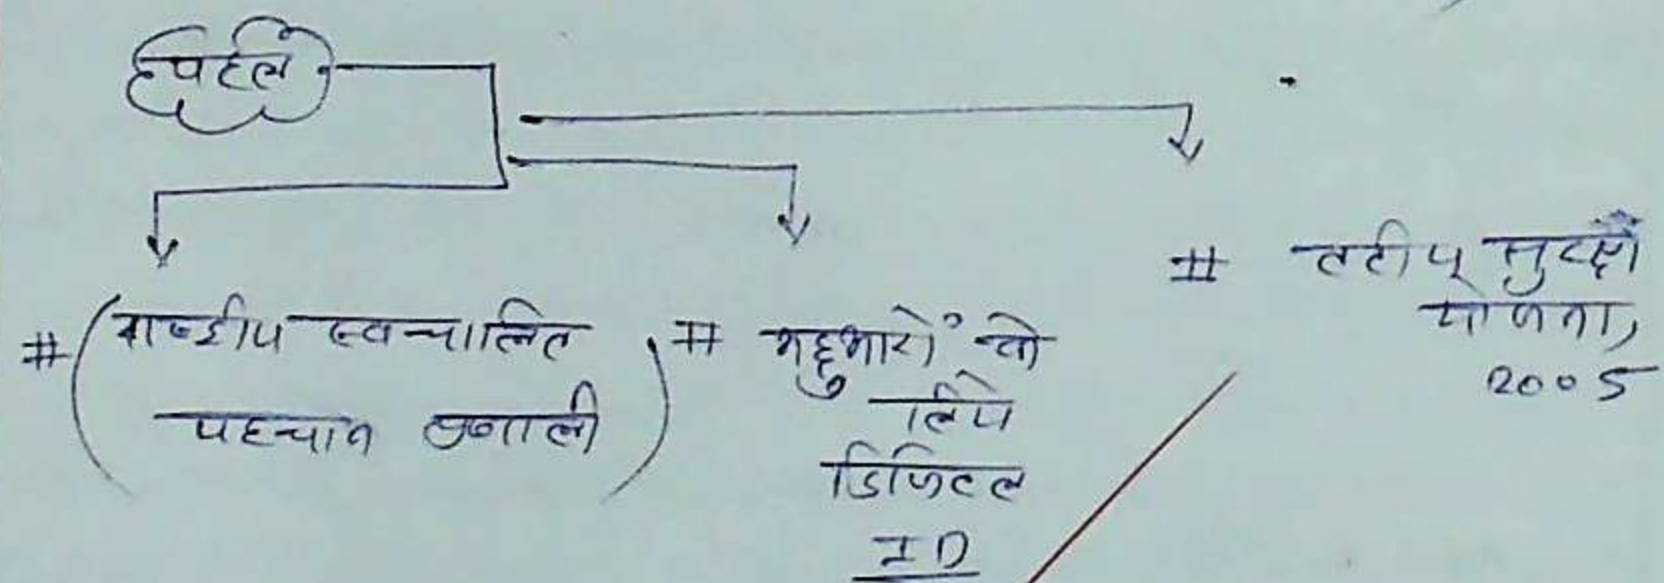 पहल
# (राष्ट्रीय स्वचालित
पहचान प्रणाली)
# मछुआरों के
लिये
डिजिटल
ID
# तटीय सुरक्षा
योजना,
2005